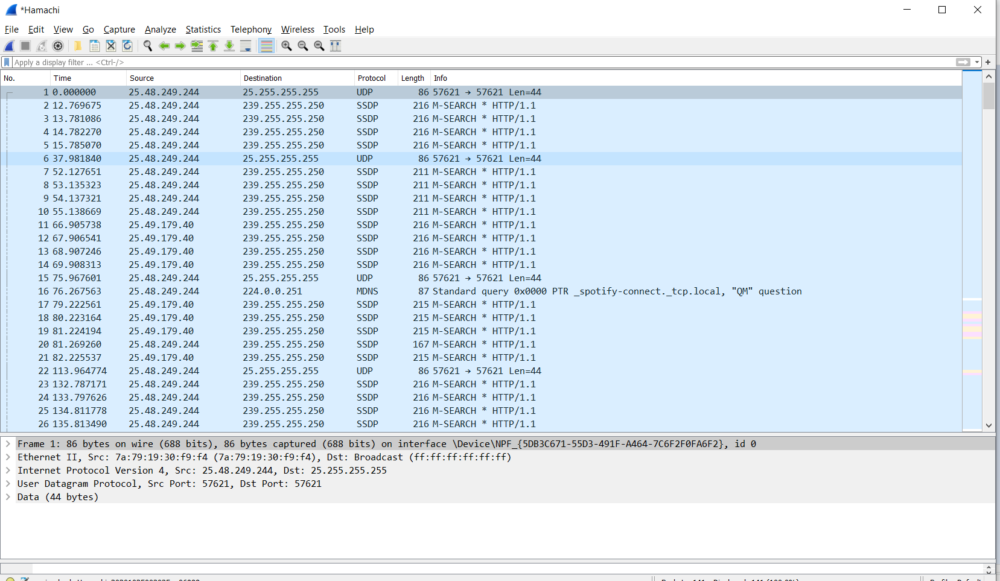 *Hamachi
File Edit View Go Capture Analyze Statistics Telephony Wireless Tools Help
Apply a display filter ... <Ctrl-/>
No. Time Source Destination Protocol Length Info
1 0.000000 25.48.249.244 25.255.255.255 UDP 86 57621 → 57621 Len=44
2 12.769675 25.48.249.244 239.255.255.250 SSDP 216 M-SEARCH * HTTP/1.1
3 13.781086 25.48.249.244 239.255.255.250 SSDP 216 M-SEARCH * HTTP/1.1
4 14.782270 25.48.249.244 239.255.255.250 SSDP 216 M-SEARCH * HTTP/1.1
5 15.785070 25.48.249.244 239.255.255.250 SSDP 216 M-SEARCH * HTTP/1.1
6 37.981840 25.48.249.244 25.255.255.255 UDP 86 57621 → 57621 Len=44
7 52.127651 25.48.249.244 239.255.255.250 SSDP 211 M-SEARCH * HTTP/1.1
8 53.135323 25.48.249.244 239.255.255.250 SSDP 211 M-SEARCH * HTTP/1.1
9 54.137321 25.48.249.244 239.255.255.250 SSDP 211 M-SEARCH * HTTP/1.1
10 55.138669 25.48.249.244 239.255.255.250 SSDP 211 M-SEARCH * HTTP/1.1
11 66.905738 25.49.179.40 239.255.255.250 SSDP 216 M-SEARCH * HTTP/1.1
12 67.906541 25.49.179.40 239.255.255.250 SSDP 216 M-SEARCH * HTTP/1.1
13 68.907246 25.49.179.40 239.255.255.250 SSDP 216 M-SEARCH * HTTP/1.1
14 69.908313 25.49.179.40 239.255.255.250 SSDP 216 M-SEARCH * HTTP/1.1
15 75.967601 25.48.249.244 25.255.255.255 UDP 86 57621 → 57621 Len=44
16 76.267563 25.48.249.244 224.0.0.251 MDNS 87 Standard query 0x0000 PTR _spotify-connect._tcp.local, "QM" question
17 79.222561 25.49.179.40 239.255.255.250 SSDP 215 M-SEARCH * HTTP/1.1
18 80.223164 25.49.179.40 239.255.255.250 SSDP 215 M-SEARCH * HTTP/1.1
19 81.224194 25.49.179.40 239.255.255.250 SSDP 215 M-SEARCH * HTTP/1.1
20 81.269260 25.48.249.244 239.255.255.250 SSDP 167 M-SEARCH * HTTP/1.1
21 82.225537 25.49.179.40 239.255.255.250 SSDP 215 M-SEARCH * HTTP/1.1
22 113.964774 25.48.249.244 25.255.255.255 UDP 86 57621 → 57621 Len=44
23 132.787171 25.48.249.244 239.255.255.250 SSDP 216 M-SEARCH * HTTP/1.1
24 133.797626 25.48.249.244 239.255.255.250 SSDP 216 M-SEARCH * HTTP/1.1
25 134.811778 25.48.249.244 239.255.255.250 SSDP 216 M-SEARCH * HTTP/1.1
26 135.813490 25.48.249.244 239.255.255.250 SSDP 216 M-SEARCH * HTTP/1.1
Frame 1: 86 bytes on wire (688 bits), 86 bytes captured (688 bits) on interface \Device\NPF_{5DB3C671-55D3-491F-A464-7C6F2F0FA6F2}, id 0
Ethernet II, Src: 7a:79:19:30:f9:f4 (7a:79:19:30:f9:f4), Dst: Broadcast (ff:ff:ff:ff:ff:ff)
Internet Protocol Version 4, Src: 25.48.249.244, Dst: 25.255.255.255
User Datagram Protocol, Src Port: 57621, Dst Port: 57621
Data (44 bytes)